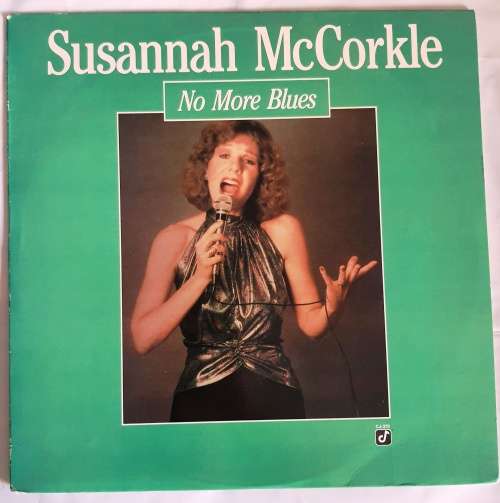 Susannah McCorkle
No More Blues